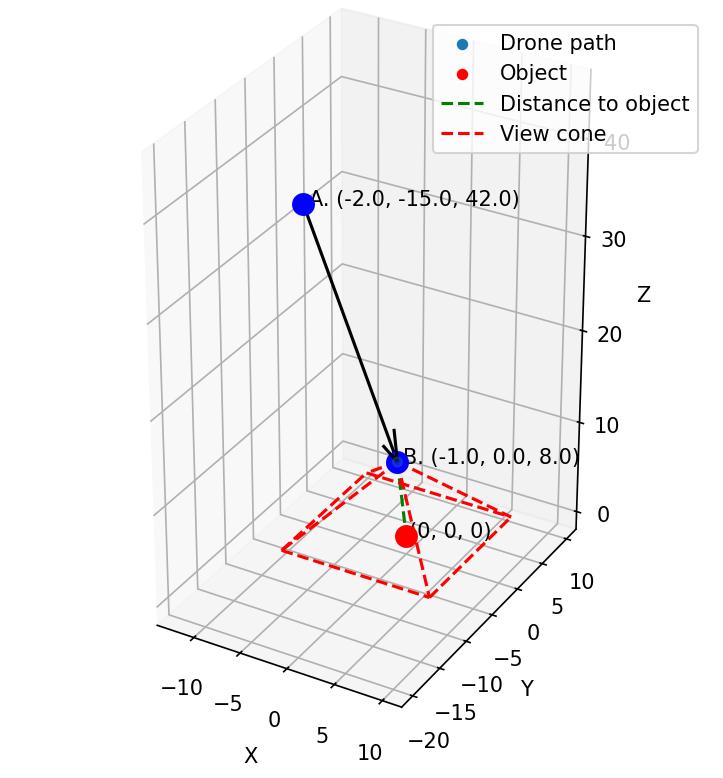 Drone path
Object
Distance to object
View cone
A. (-2.0, -15.0, 42.0)
B. (-1.0, 0.0, 8.0)
(0, 0, 0)
40
30
20
10
0
Z
10
5
0
−5
−10
−15
−20
Y
−10
−5
0
5
10
X